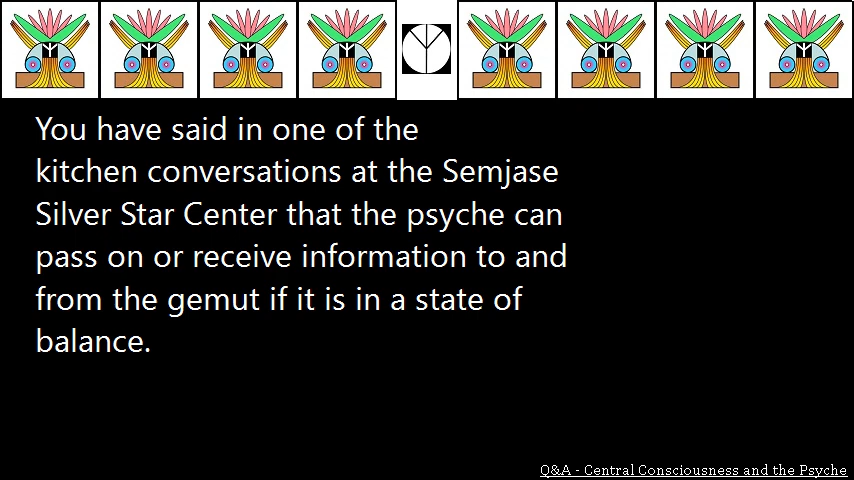 You have said in one of the
kitchen conversations at the Semjase
Silver Star Center that the psyche can
pass on or receive information to and
from the gemut if it is in a state of
balance.
Q&A - Central Consciousness and the Psyche